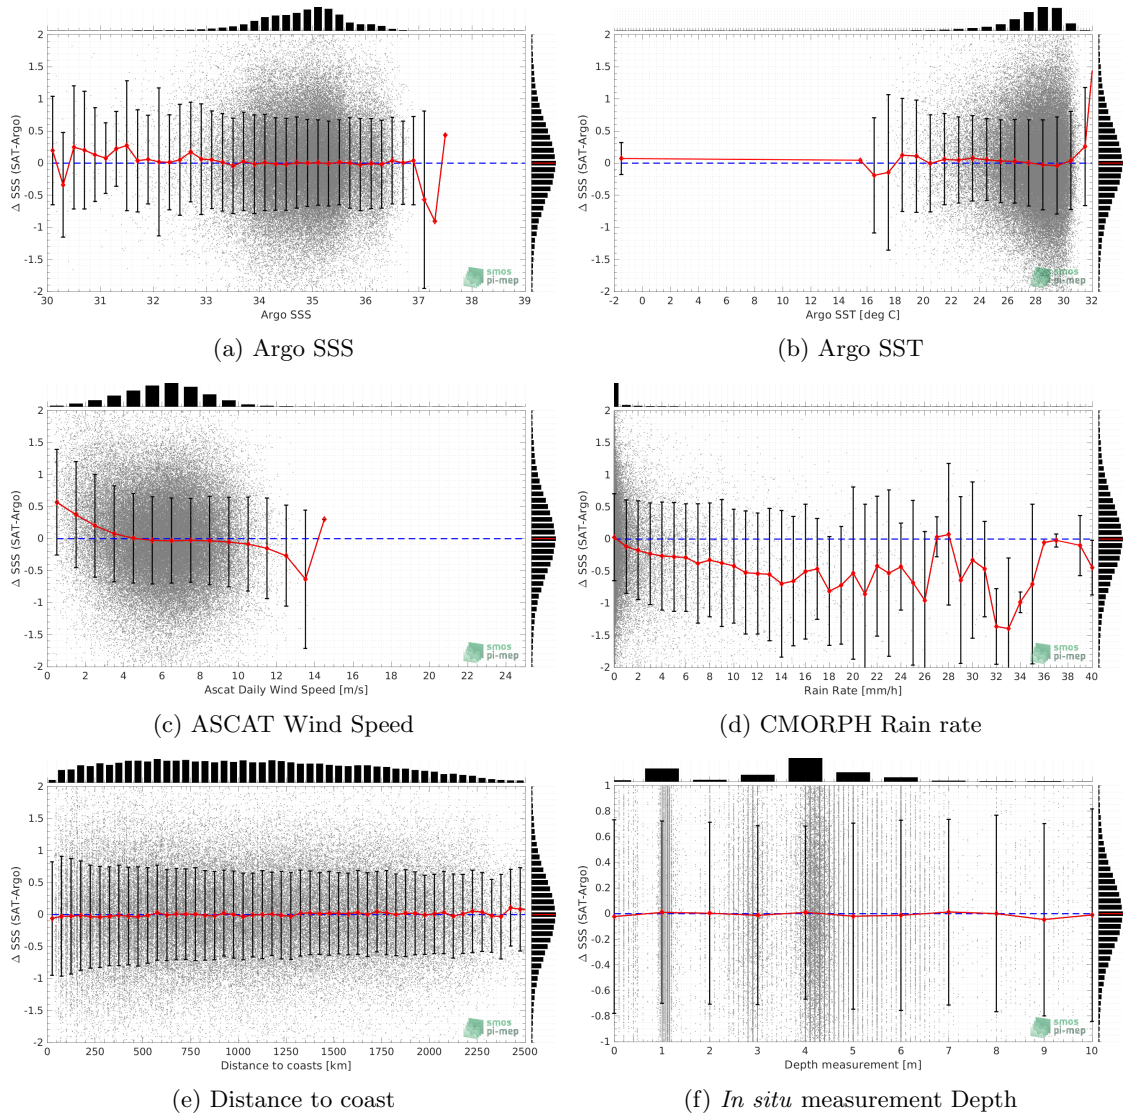 2
1.5
1
0.5
0
-0.5
-1
-1.5
-2
Δ SSS (SAT-Argo)
30 31 32 33 34 35 36 37 38 39
Argo SSS
smos
pi-mep
(a) Argo SSS
2
1.5
1
0.5
0
-0.5
-1
-1.5
-2
Δ SSS (SAT-Argo)
-2 0 2 4 6 8 10 12 14 16 18 20 22 24 26 28 30 32
Argo SST [deg C]
smos
pi-mep
(b) Argo SST
2
1.5
1
0.5
0
-0.5
-1
-1.5
-2
Δ SSS (SAT-Argo)
0 2 4 6 8 10 12 14 16 18 20 22 24
Ascat Daily Wind Speed [m/s]
smos
pi-mep
(c) ASCAT Wind Speed
2
1.5
1
0.5
0
-0.5
-1
-1.5
-2
Δ SSS (SAT-Argo)
0 2 4 6 8 10 12 14 16 18 20 22 24 26 28 30 32 34 36 38 40
Rain Rate [mm/h]
smos
pi-mep
(d) CMORPH Rain rate
2
1.5
1
0.5
0
-0.5
-1
-1.5
-2
Δ SSS (SAT-Argo)
0 250 500 750 1000 1250 1500 1750 2000 2250 2500
Distance to coasts [km]
smos
pi-mep
(e) Distance to coast
1
0.8
0.6
0.4
0.2
0
-0.2
-0.4
-0.6
-0.8
-1
Δ SSS (SAT-Argo)
0 1 2 3 4 5 6 7 8 9 10
Depth measurement [m]
smos
pi-mep
(f) In situ measurement Depth